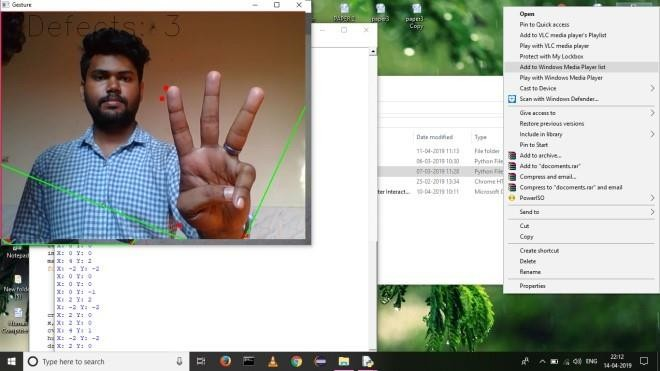 Gesture
Defects: 3
PAPER 2
paper3
paper3
Copy
Open
Pin to Quick access
Add to VLC media player's Playlist
Play with VLC media player
Protect with My Lockbox
Add to Windows Media Player list
Play with Windows Media Player
Cast to Device
Scan with Windows Defender...
Give access to
Restore previous versions
Include in library
Pin to Start
Add to archive...
Add to "docoments.rar"
Compress and email...
Compress to "docoments.rar" and email
PowerISO
Send to
Cut
Copy
Create shortcut
Delete
Rename
Properties
Date modified Type
11-04-2019 11:13 File folder
06-03-2019 10:30 Python File
07-03-2019 11:28 Python File
25-02-2019 13:34 Chrome HT
ter Interact... 10-04-2019 10:11 Microsoft D
Notepad
New folder
(5)
Human
Compute
X: 0 Y: 0
X: 4 Y: 2
X: -2 Y: -2
X: 0 Y: 0
X: 0 Y: 0
X: 0 Y: -1
X: 2 Y: 2
X: -2 Y: -2
X: 2 Y: 0
X: 2 Y: 0
X: 4 Y: 1
X: -2 Y: -2
X: 2 Y: 0
Type here to search
ENG
22:12
14-04-2019